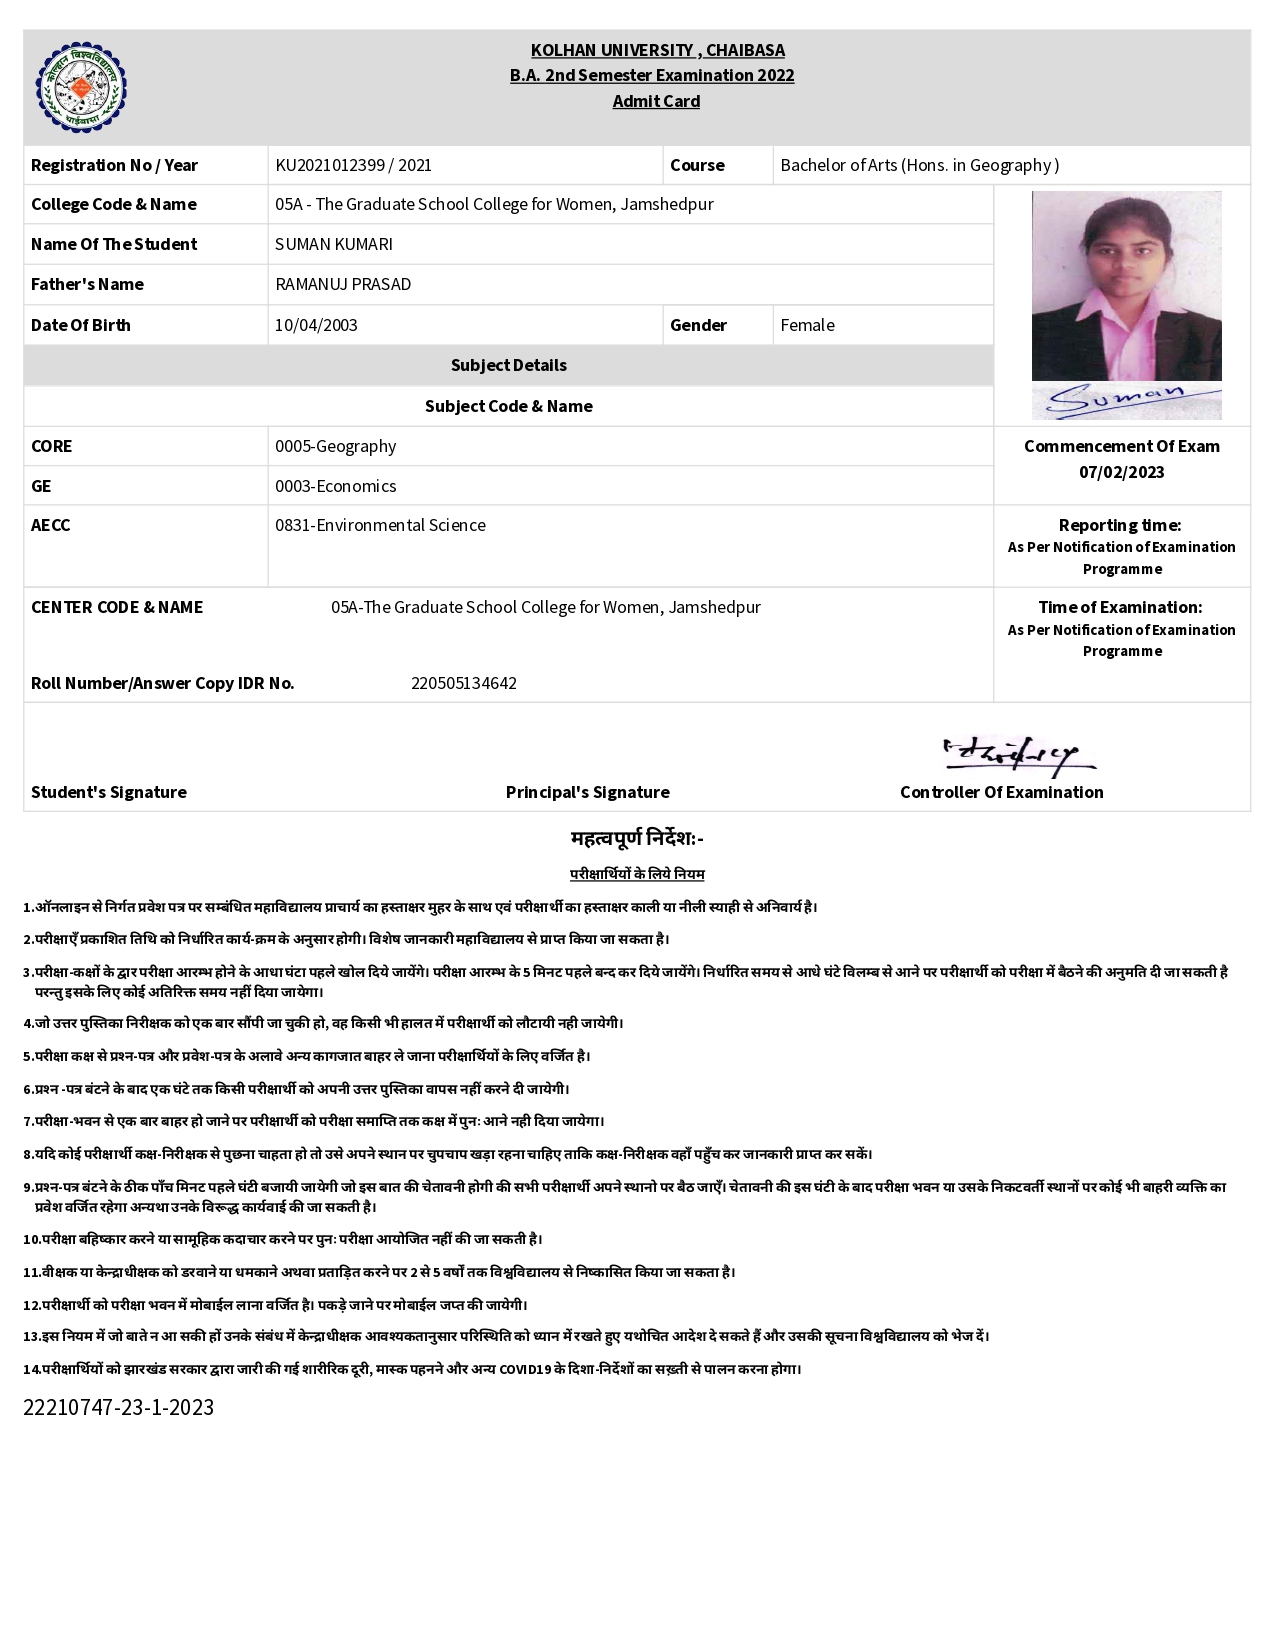 कोल्हान विश्वविद्यालय
चाईबासा
KOLHAN UNIVERSITY , CHAIBASA
B.A. 2nd Semester Examination 2022
Admit Card
Registration No / Year KU2021012399 / 2021 Course Bachelor of Arts (Hons. in Geography )
College Code & Name 05A - The Graduate School College for Women, Jamshedpur
Name Of The Student SUMAN KUMARI
Father's Name RAMANUJ PRASAD
Date Of Birth 10/04/2003 Gender Female
Subject Details
Suman
Subject Code & Name
CORE 0005-Geography
Commencement Of Exam
07/02/2023
GE 0003-Economics
AECC 0831-Environmental Science
Reporting time:
As Per Notification of Examination
Programme
CENTER CODE & NAME 05A-The Graduate School College for Women, Jamshedpur
Time of Examination:
As Per Notification of Examination
Programme
Roll Number/Answer Copy IDR No. 220505134642
Student's Signature Principal's Signature Controller Of Examination
महत्वपूर्ण निर्देश:-
परीक्षार्थियों के लिये नियम
1.ऑनलाइन से निर्गत प्रवेश पत्र पर सम्बंधित महाविद्यालय प्राचार्य का हस्ताक्षर मुहर के साथ एवं परीक्षार्थी का हस्ताक्षर काली या नीली स्याही से अनिवार्य है।
2.परीक्षाएँ प्रकाशित तिथि को निर्धारित कार्य-क्रम के अनुसार होगी। विशेष जानकारी महाविद्यालय से प्राप्त किया जा सकता है।
3.परीक्षा-कक्षों के द्वार परीक्षा आरम्भ होने के आधा घंटा पहले खोल दिये जायेंगे। परीक्षा आरम्भ के 5 मिनट पहले बन्द कर दिये जायेंगे। निर्धारित समय से आधे घंटे विलम्ब से आने पर परीक्षार्थी को परीक्षा में बैठने की अनुमति दी जा सकती है
परन्तु इसके लिए कोई अतिरिक्त समय नहीं दिया जायेगा।
4.जो उत्तर पुस्तिका निरीक्षक को एक बार सौंपी जा चुकी हो, वह किसी भी हालत में परीक्षार्थी को लौटायी नही जायेगी।
5.परीक्षा कक्ष से प्रश्न-पत्र और प्रवेश-पत्र के अलावे अन्य कागजात बाहर ले जाना परीक्षार्थियों के लिए वर्जित है।
6.प्रश्न -पत्र बंटने के बाद एक घंटे तक किसी परीक्षार्थी को अपनी उत्तर पुस्तिका वापस नहीं करने दी जायेगी।
7.परीक्षा-भवन से एक बार बाहर हो जाने पर परीक्षार्थी को परीक्षा समाप्ति तक कक्ष में पुनः आने नही दिया जायेगा।
8.यदि कोई परीक्षार्थी कक्ष-निरीक्षक से पुछना चाहता हो तो उसे अपने स्थान पर चुपचाप खड़ा रहना चाहिए ताकि कक्ष-निरीक्षक वहाँ पहुँच कर जानकारी प्राप्त कर सकें।
9.प्रश्न-पत्र बंटने के ठीक पाँच मिनट पहले घंटी बजायी जायेगी जो इस बात की चेतावनी होगी की सभी परीक्षार्थी अपने स्थानो पर बैठ जाएँ। चेतावनी की इस घंटी के बाद परीक्षा भवन या उसके निकटवर्ती स्थानों पर कोई भी बाहरी व्यक्ति का
प्रवेश वर्जित रहेगा अन्यथा उनके विरूद्ध कार्यवाई की जा सकती है।
10.परीक्षा बहिष्कार करने या सामूहिक कदाचार करने पर पुनः परीक्षा आयोजित नहीं की जा सकती है।
11.वीक्षक या केन्द्राधीक्षक को डरवाने या धमकाने अथवा प्रताड़ित करने पर 2 से 5 वर्षों तक विश्वविद्यालय से निष्कासित किया जा सकता है।
12.परीक्षार्थी को परीक्षा भवन में मोबाईल लाना वर्जित है। पकड़े जाने पर मोबाईल जप्त की जायेगी।
13.इस नियम में जो बाते न आ सकी हों उनके संबंध में केन्द्राधीक्षक आवश्यकतानुसार परिस्थिति को ध्यान में रखते हुए यथोचित आदेश दे सकते हैं और उसकी सूचना विश्वविद्यालय को भेज दें।
14.परीक्षार्थियों को झारखंड सरकार द्वारा जारी की गई शारीरिक दूरी, मास्क पहनने और अन्य COVID19 के दिशा-निर्देशों का सख़्ती से पालन करना होगा।
22210747-23-1-2023